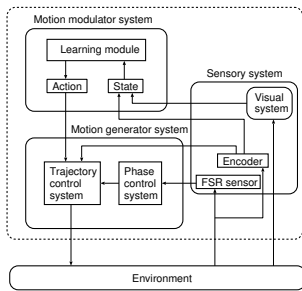 Motion modulator system
Learning module
Action
State
Sensory system
Visual system
Motion generator system
Encoder
FSR sensor
Trajectory control system
Phase control system
Environment